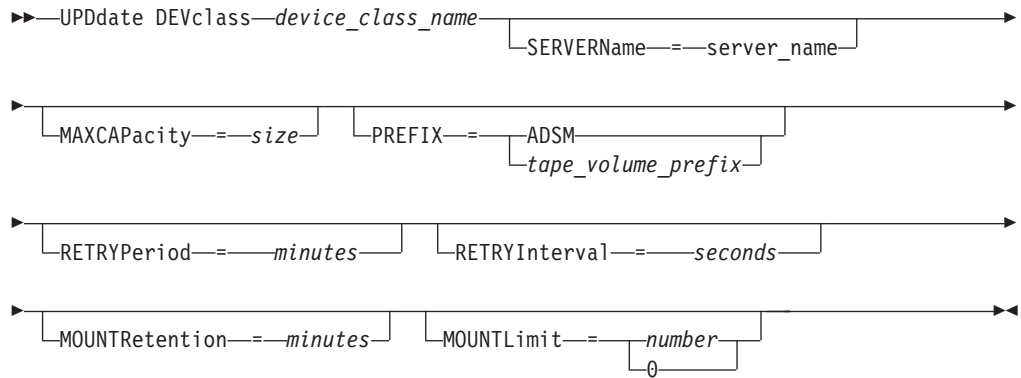 UPDdate DEVclass device_class_name
SERVERName = server_name
MAXCAPacity = size PREFIX = ADSM
tape_volume_prefix
RETRYPeriod = minutes RETRYInterval = seconds
MOUNTRetention = minutes MOUNTLimit = number
0